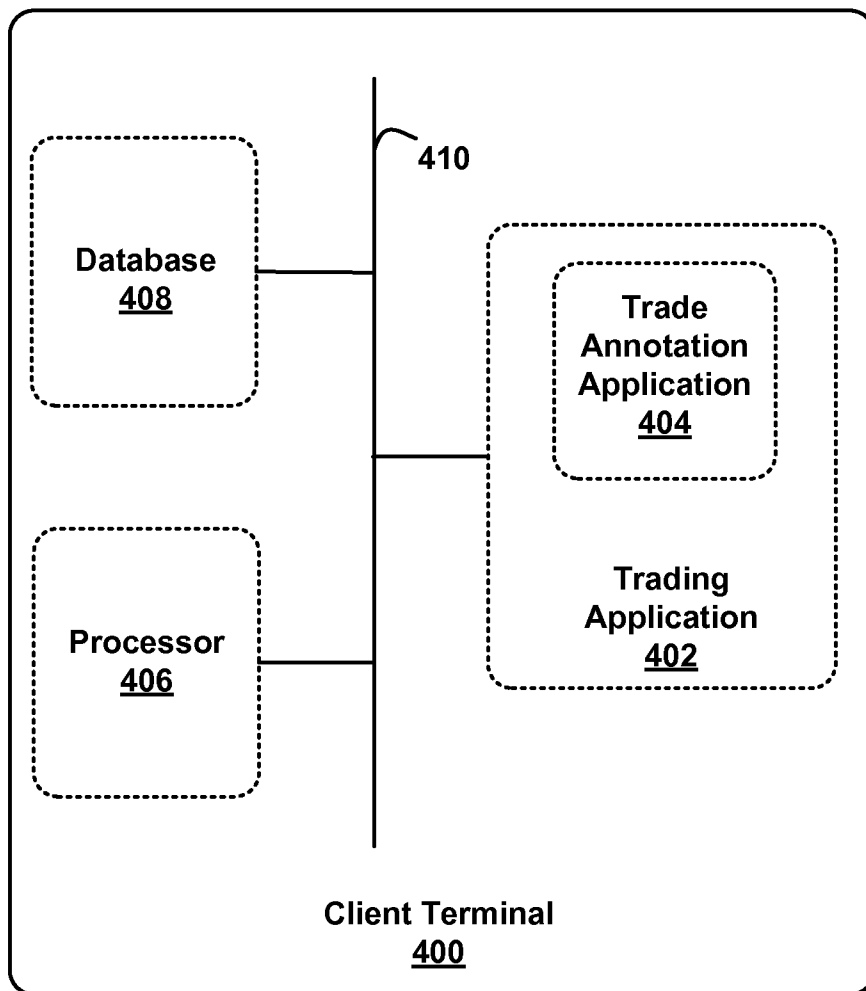 410
Database
408
Trade
Annotation
Application
404
Trading
Application
402
Processor
406
Client Terminal
400